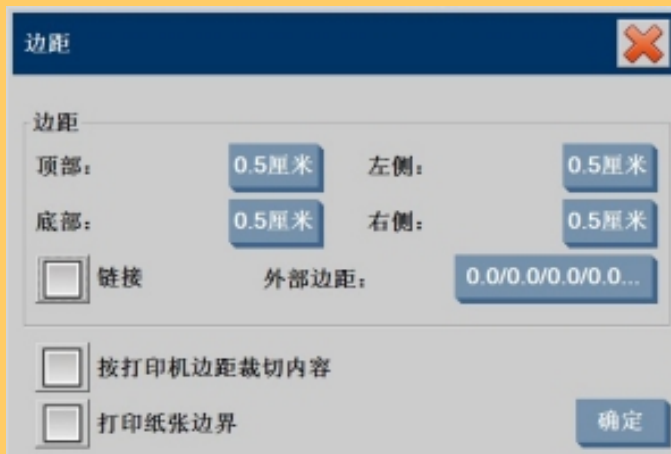 边距
边距
顶部: 0.5厘米 左侧: 0.5厘米
底部: 0.5厘米 右侧: 0.5厘米
链接 外部边距: 0.0/0.0/0.0/0.0...
按打印机边距裁切内容
打印纸张边界 确定